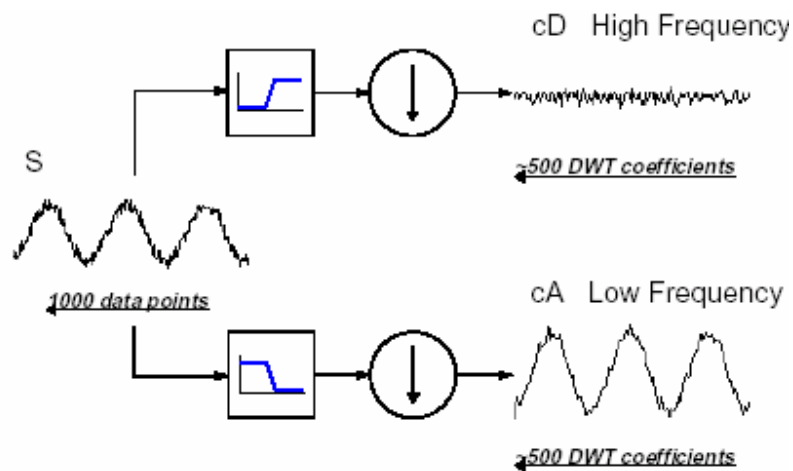 cD High Frequency
~500 DWT coefficients
S
1000 data points
cA Low Frequency
~500 DWT coefficients